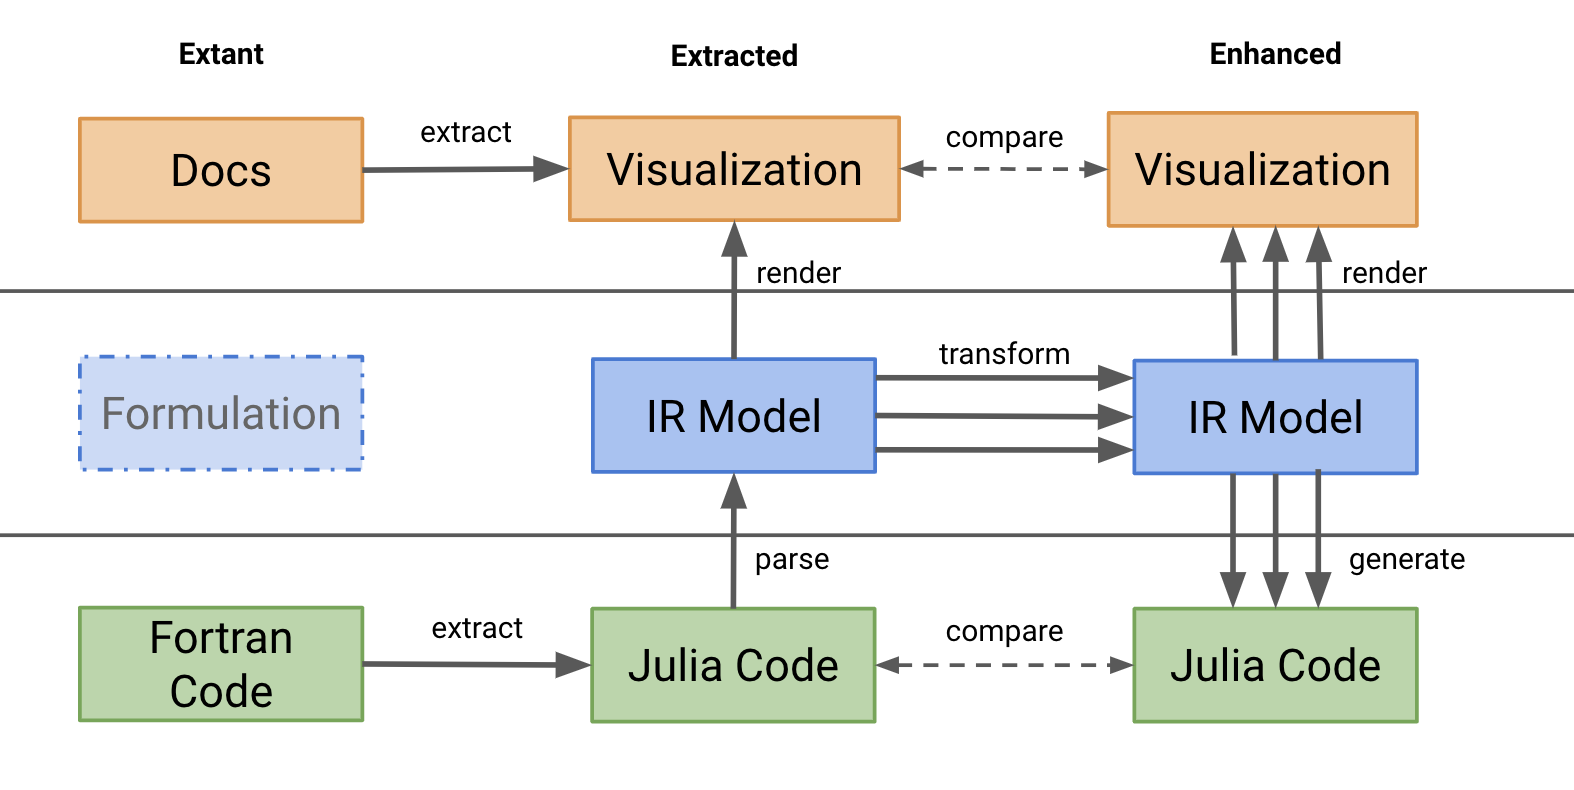 Extant
Extracted
Enhanced
Docs
extract
Visualization
compare
Visualization
render
render
Formulation
IR Model
transform
IR Model
parse
generate
Fortran
Code
extract
Julia Code
compare
Julia Code